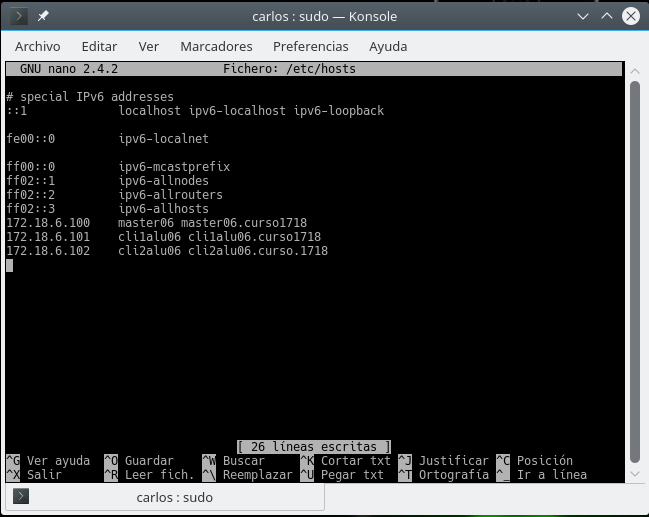 carlos : sudo — Konsole
Archivo Editar Ver Marcadores Preferencias Ayuda
GNU nano 2.4.2 Fichero: /etc/hosts
# special IPv6 addresses
::1 localhost ipv6-localhost ipv6-loopback
fe00::0 ipv6-localnet
ff00::0 ipv6-mcastprefix
ff02::1 ipv6-allnodes
ff02::2 ipv6-allrouters
ff02::3 ipv6-allhosts
172.18.6.100 master06 master06.curso1718
172.18.6.101 cli1alu06 cli1alu06.curso1718
172.18.6.102 cli2alu06 cli2alu06.curso.1718
[ 26 líneas escritas ]
^G Ver ayuda ^O Guardar ^W Buscar ^K Cortar txt ^J Justificar ^C Posición
^X Salir ^R Leer fich. ^\ Reemplazar ^U Pegar txt ^T Ortografía ^_ Ir a línea
carlos : sudo